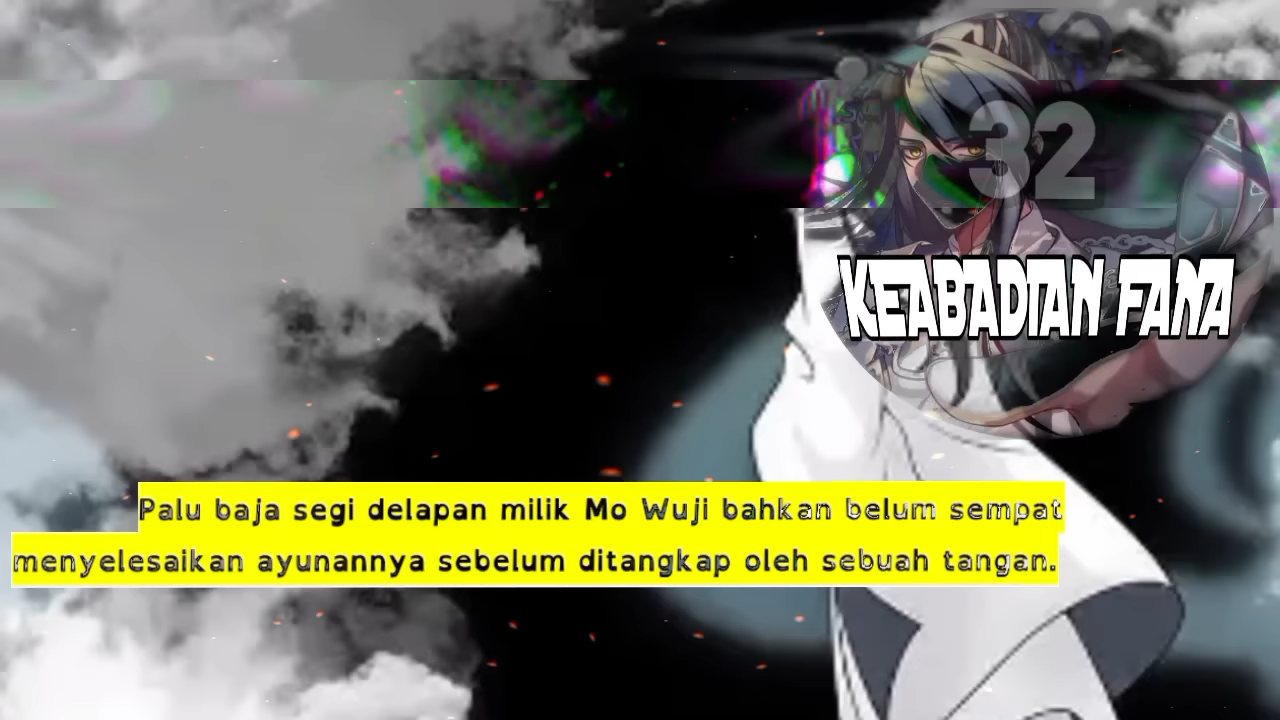 32
KEABADIAN FANA
Palu baja segi delapan milik Mo Wuji bahkan belum sempat
menyelesaikan ayunannya sebelum ditangkap oleh sebuah tangan.